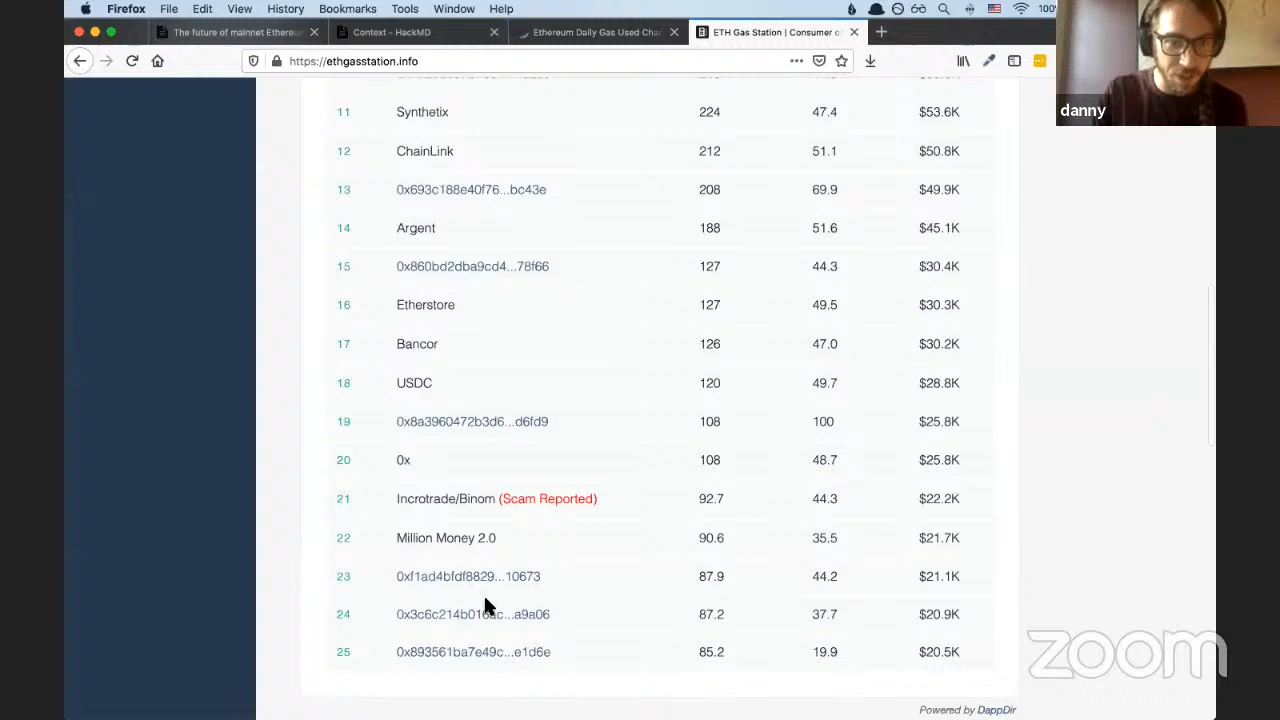 Firefox File Edit View History Bookmarks Tools Window Help 100
The future of mainnet Ethereu
Context - HackMD
Ethereum Daily Gas Used Cha
ETH Gas Station | Consumer o
https://ethgasstation.info
danny
11 Synthetix 224 47.4 $53.6K
12 ChainLink 212 51.1 $50.8K
13 0x693c188e40f76...bc43e 208 69.9 $49.9K
14 Argent 188 51.6 $45.1K
15 0x860bd2dba9cd4...78f66 127 44.3 $30.4K
16 Etherstore 127 49.5 $30.3K
17 Bancor 126 47.0 $30.2K
18 USDC 120 49.7 $28.8K
19 0x8a3960472b3d6...d6fd9 108 100 $25.8K
20 0x 108 48.7 $25.8K
21 Incrotrade/Binom (Scam Reported) 92.7 44.3 $22.2K
22 Million Money 2.0 90.6 35.5 $21.7K
23 0xf1ad4bfdf8829...10673 87.9 44.2 $21.1K
24 0x3c6c214b016ac...a9a06 87.2 37.7 $20.9K
25 0x893561ba7e49c...e1d6e 85.2 19.9 $20.5K
zoom
Powered by DappDir